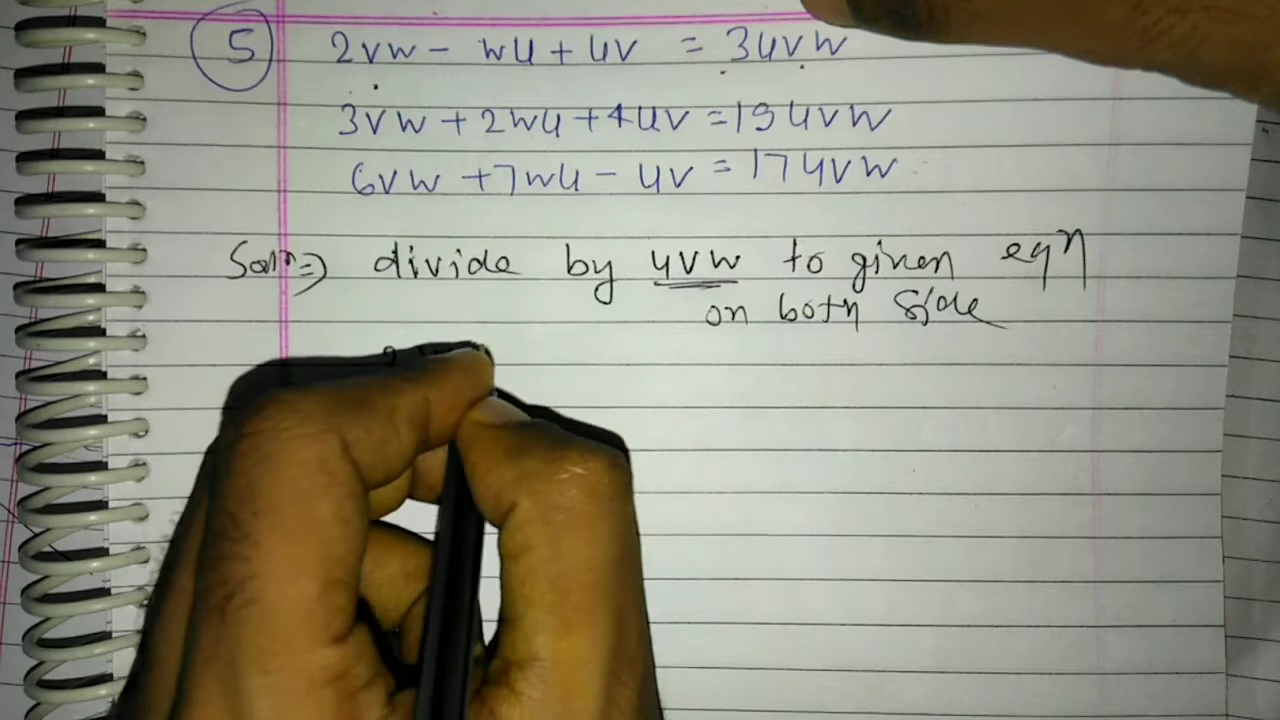 5 2vw - wu + uv = 3uvw
3vw + 2wu + 4uv = 19uvw
6vw + 7wu - uv = 17uvw
Soln => divide by uvw to given eqn
on both side
2